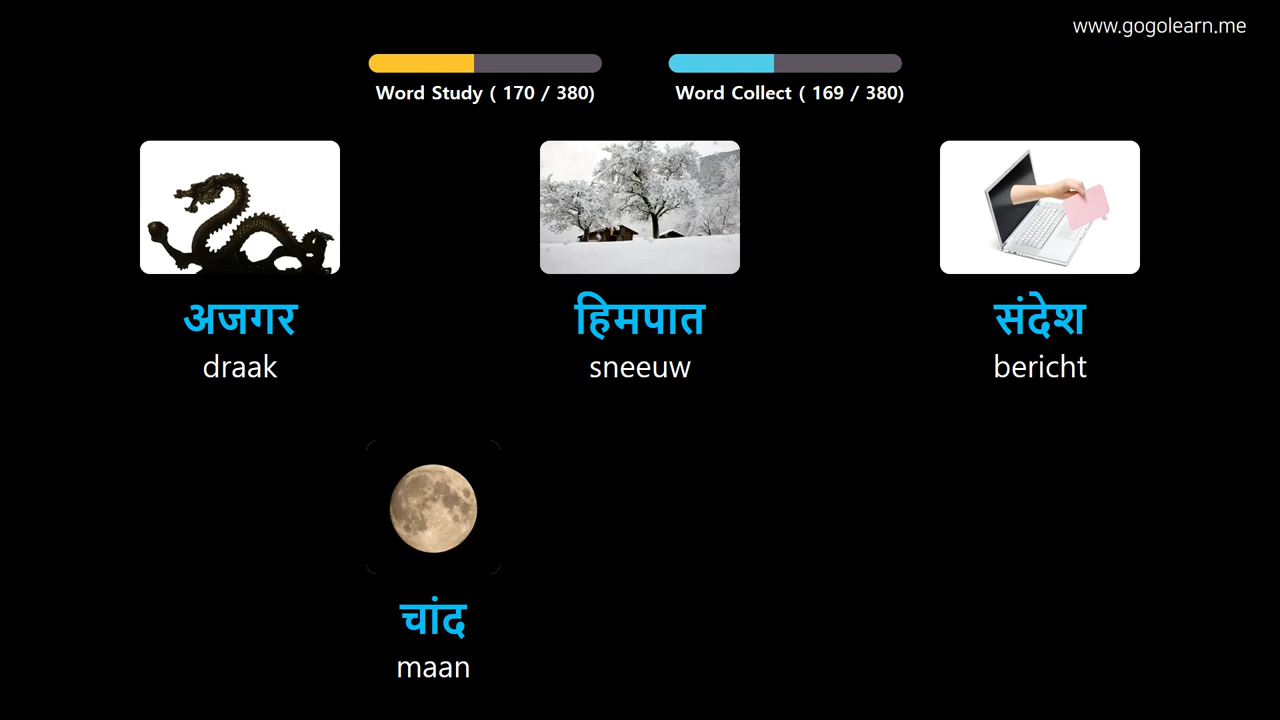 www.gogolearn.me
Word Study ( 170 / 380)
Word Collect ( 169 / 380)
अजगर
draak
हिमपात
sneeuw
संदेश
bericht
चांद
maan